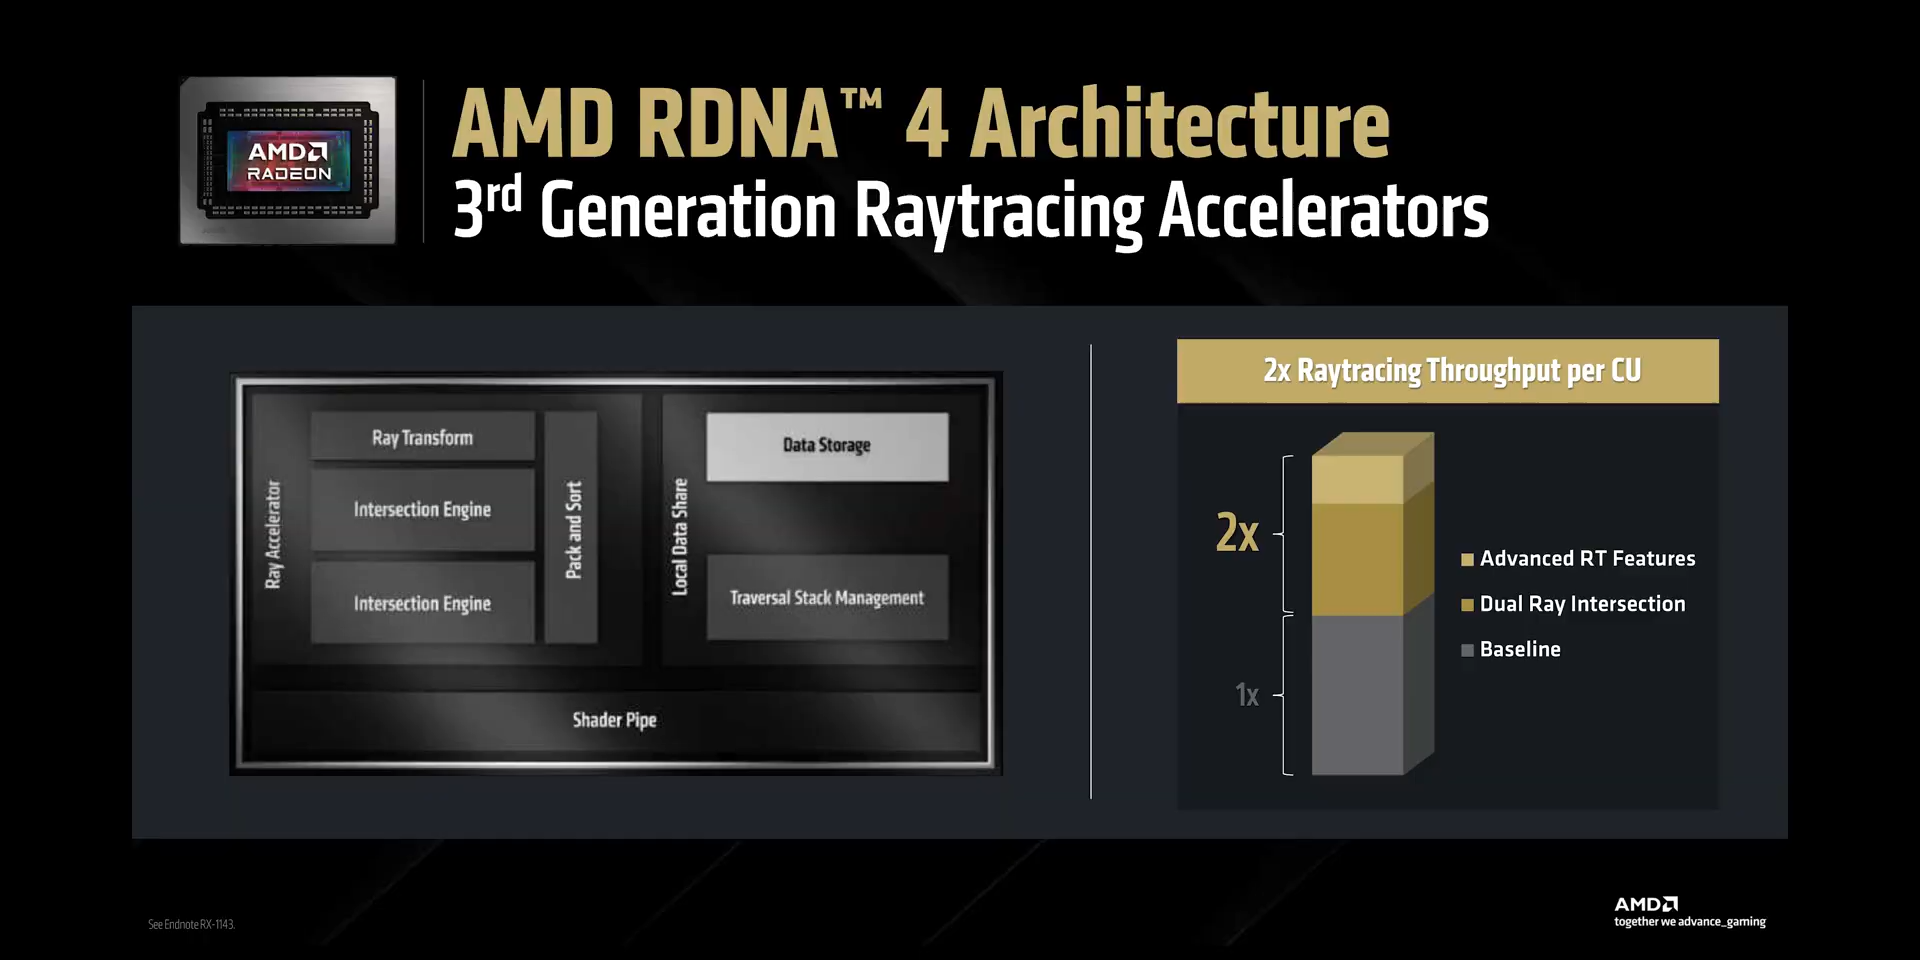 AMD
RADEON
AMD RDNA™ 4 Architecture
3rd Generation Raytracing Accelerators
Ray Accelerator
Ray Transform
Intersection Engine
Intersection Engine
Pack and Sort
Local Data Share
Data Storage
Traversal Stack Management
Shader Pipe
2x Raytracing Throughput per CU
2x
1x
Advanced RT Features
Dual Ray Intersection
Baseline
See Endnote RX-1143.
AMD
together we advance_gaming